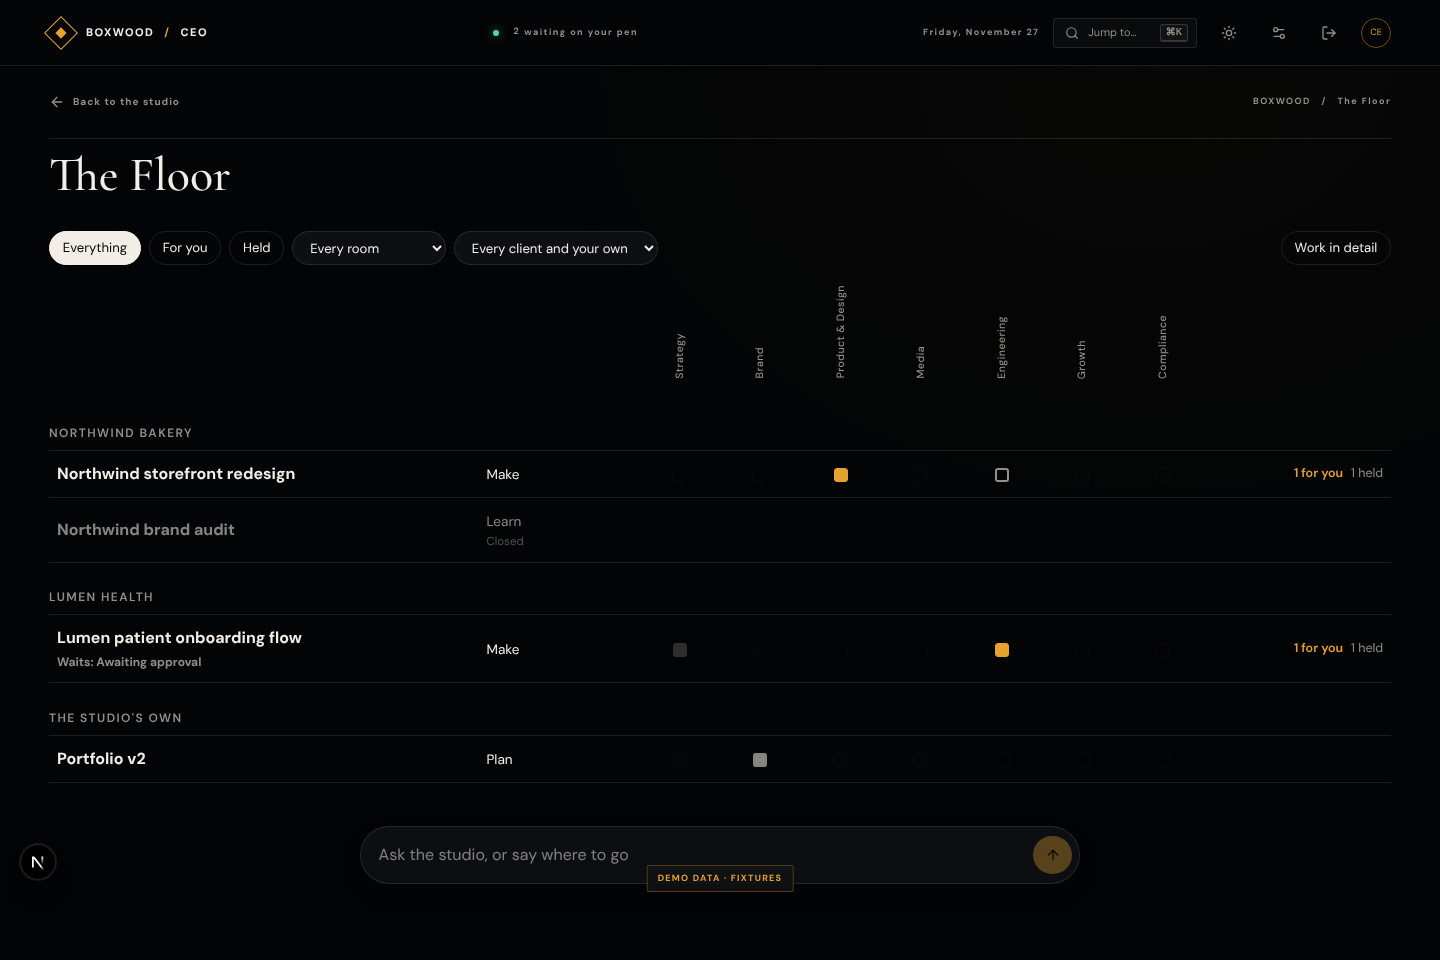 BOXWOOD / CEO
2 waiting on your pen
Friday, November 27
Jump to...
⌘K
CE
Back to the studio
BOXWOOD / The Floor
The Floor
Everything
For you
Held
Every room
Every client and your own
Work in detail
Strategy
Brand
Product & Design
Media
Engineering
Growth
Compliance
NORTHWIND BAKERY
Northwind storefront redesign
Make
1 for you 1 held
Northwind brand audit
Learn
Closed
LUMEN HEALTH
Lumen patient onboarding flow
Waits: Awaiting approval
Make
1 for you 1 held
THE STUDIO'S OWN
Portfolio v2
Plan
Ask the studio, or say where to go
DEMO DATA · FIXTURES
N